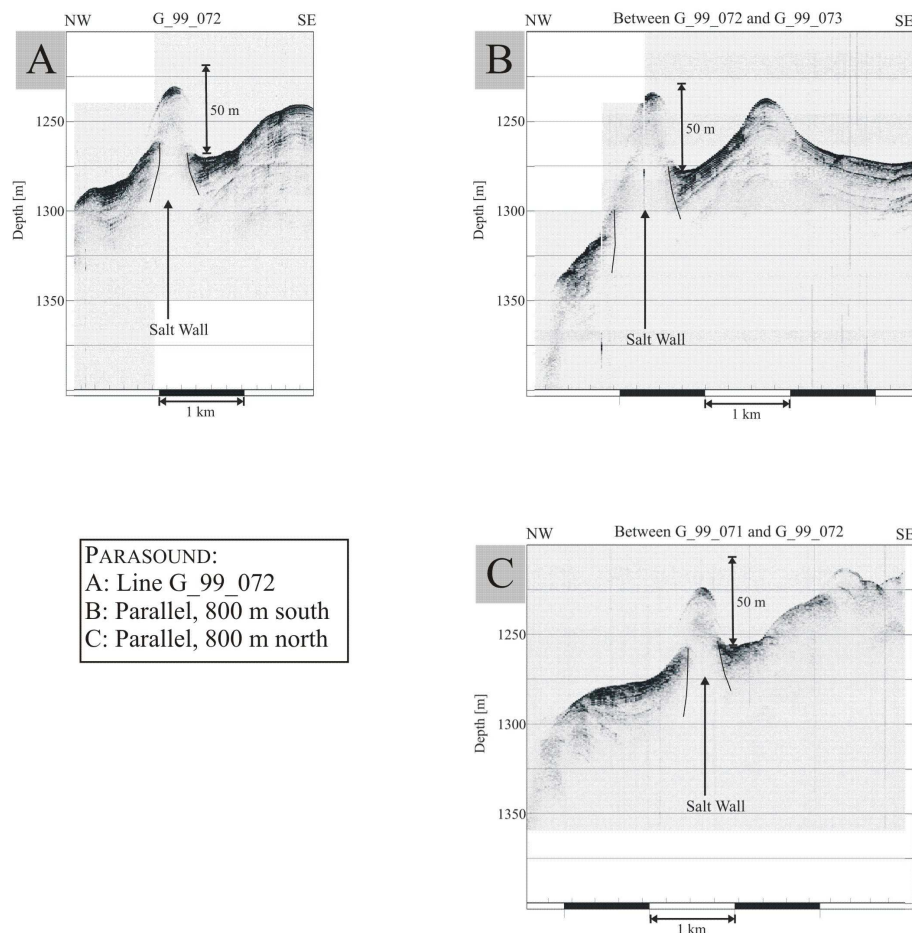 NW G_99_072 SE
A
50 m
1250
1300
1350
Depth [m]
Salt Wall
1 km
NW Between G_99_072 and G_99_073 SE
B
50 m
1250
1300
1350
Depth [m]
Salt Wall
1 km
PARASOUND:
A: Line G_99_072
B: Parallel, 800 m south
C: Parallel, 800 m north
NW Between G_99_071 and G_99_072 SE
C
50 m
1250
1300
1350
Depth [m]
Salt Wall
1 km